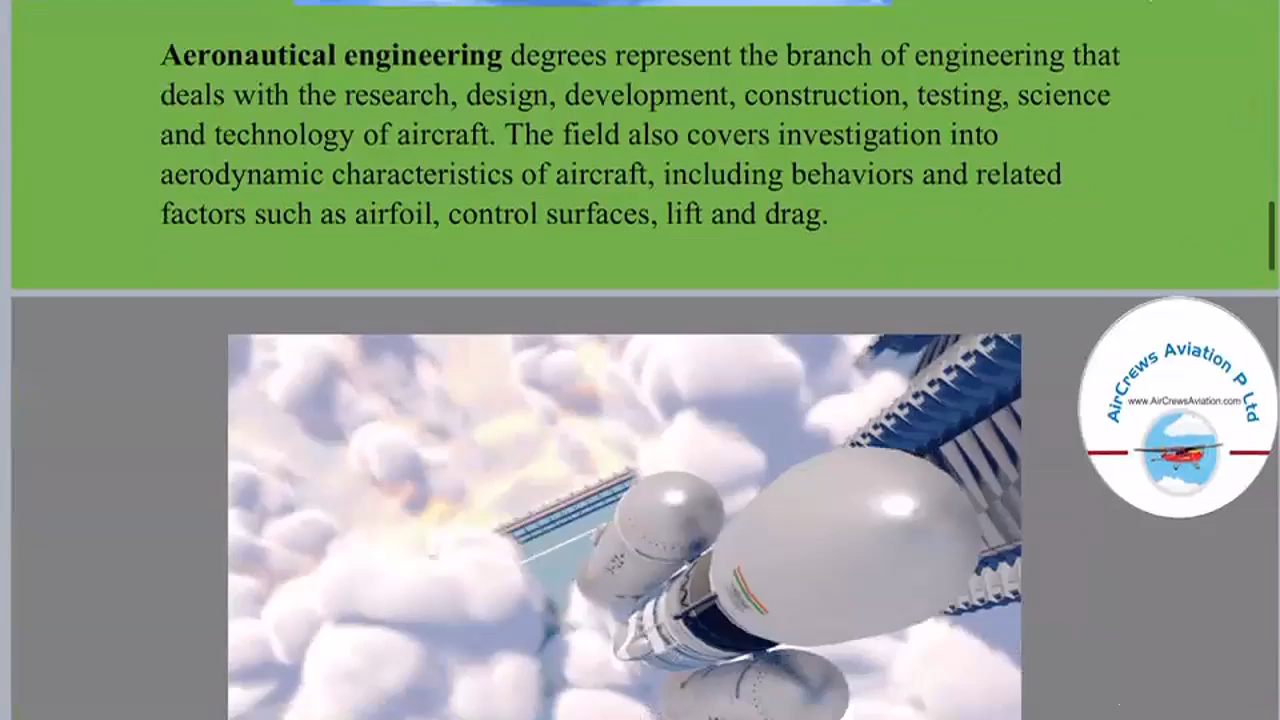 Aeronautical engineering degrees represent the branch of engineering that
deals with the research, design, development, construction, testing, science
and technology of aircraft. The field also covers investigation into
aerodynamic characteristics of aircraft, including behaviors and related
factors such as airfoil, control surfaces, lift and drag.
AirCrews Aviation P Ltd
www.AirCrewsAviation.com